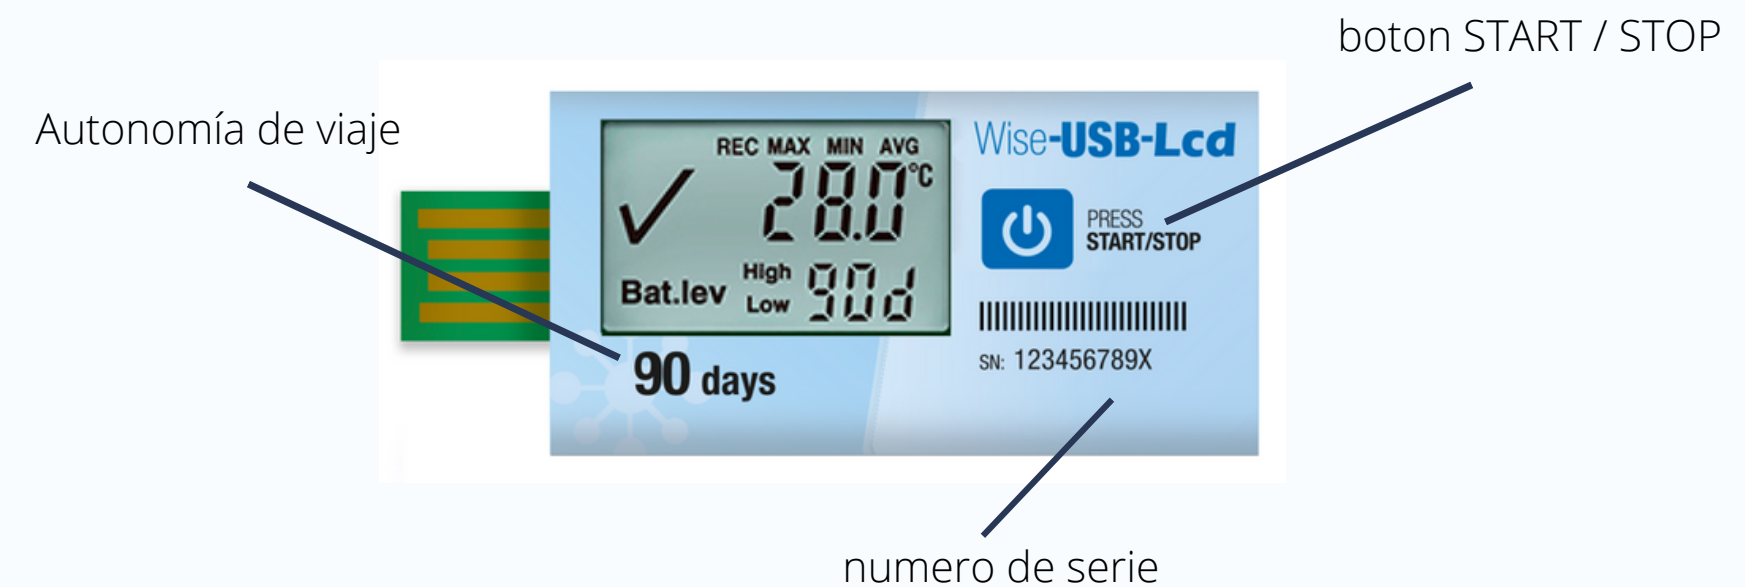 boton START / STOP
Autonomía de viaje
REC MAX MIN AVG
28.0°C
Bat.lev
High
Low
90d
90 days
Wise-USB-Lcd
PRESS
START/STOP
SN: 123456789X
numero de serie